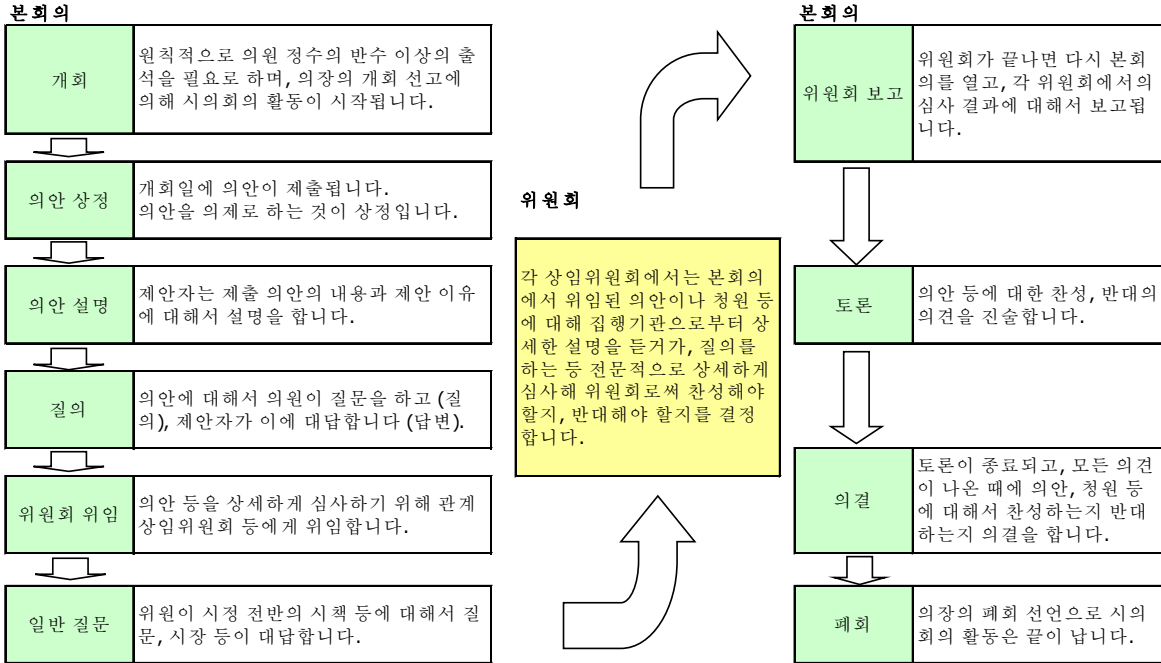 본회의
개회
원칙적으로 의원 정수의 반수 이상의 출
석을 필요로 하며, 의장의 개회 선고에
의해 시의회의 활동이 시작됩니다.
의안 상정
개회일에 의안이 제출됩니다.
의안을 의제로 하는 것이 상정입니다.
의안 설명
제안자는 제출 의안의 내용과 제안 이유
에 대해서 설명을 합니다.
질의
의안에 대해서 의원이 질문을 하고 (질
의), 제안자가 이에 대답합니다 (답변).
위원회 위임
의안 등을 상세하게 심사하기 위해 관계
상임위원회 등에게 위임합니다.
일반 질문
위원이 시정 전반의 시책 등에 대해서 질
문, 시장 등이 대답합니다.
위원회
각 상임위원회에서는 본회의
에서 위임된 의안이나 청원 등
에 대해 집행기관으로부터 상
세한 설명을 듣거가, 질의를
하는 등 전문적으로 상세하게
심사해 위원회로써 찬성해야
할지, 반대해야 할지를 결정
합니다.
본회의
위원회 보고
위원회가 끝나면 다시 본회
의를 열고, 각 위원회에서의
심사 결과에 대해서 보고됩
니다.
토론
의안 등에 대한 찬성, 반대의
의견을 진술합니다.
의결
토론이 종료되고, 모든 의견
이 나온 때에 의안, 청원 등
에 대해서 찬성하는지 반대
하는지 의결을 합니다.
폐회
의장의 폐회 선언으로 시의
회의 활동은 끝이 납니다.